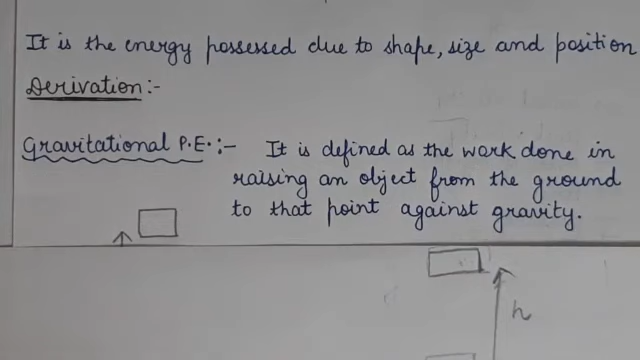 It is the energy possessed due to shape, size and position
Derivation:-
Gravitational P.E.:- It is defined as the work done in
raising an object from the ground
to that point against gravity.
h